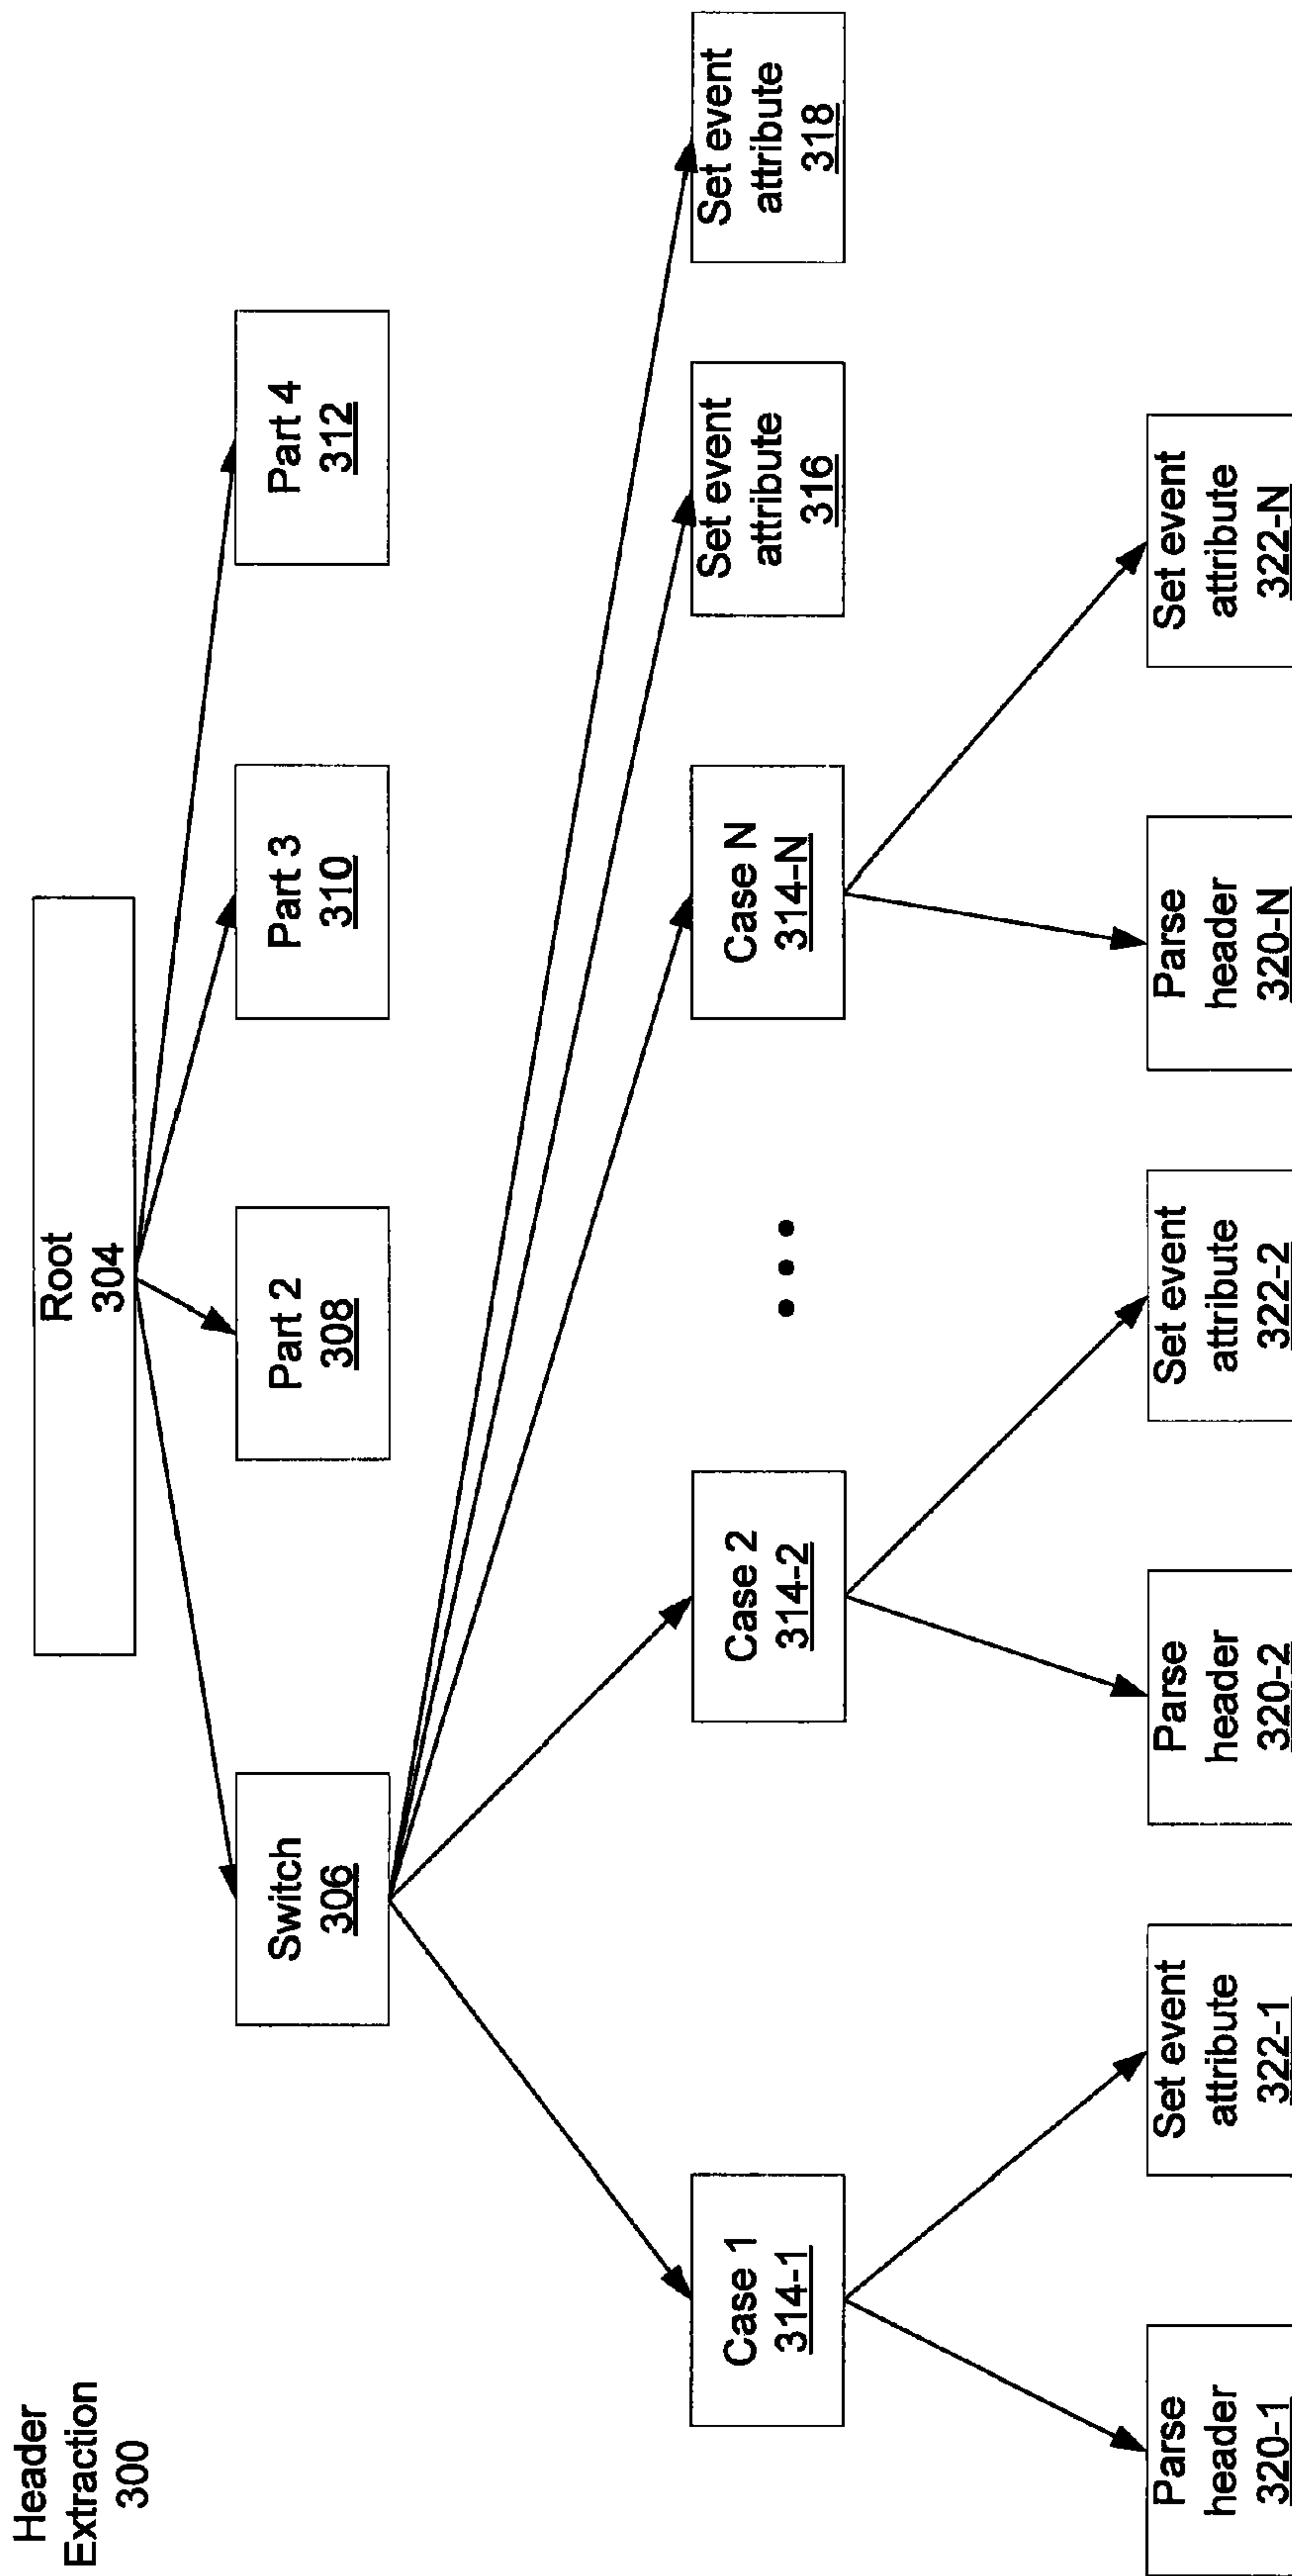 Header
Extraction
300
Root
304
Switch
306
Part 2
308
Part 3
310
Part 4
312
Case 1
314-1
Case 2
314-2
Case N
314-N
Set event
attribute
316
Set event
attribute
318
Parse
header
320-1
Set event
attribute
322-1
Parse
header
320-2
Set event
attribute
322-2
Parse
header
320-N
Set event
attribute
322-N